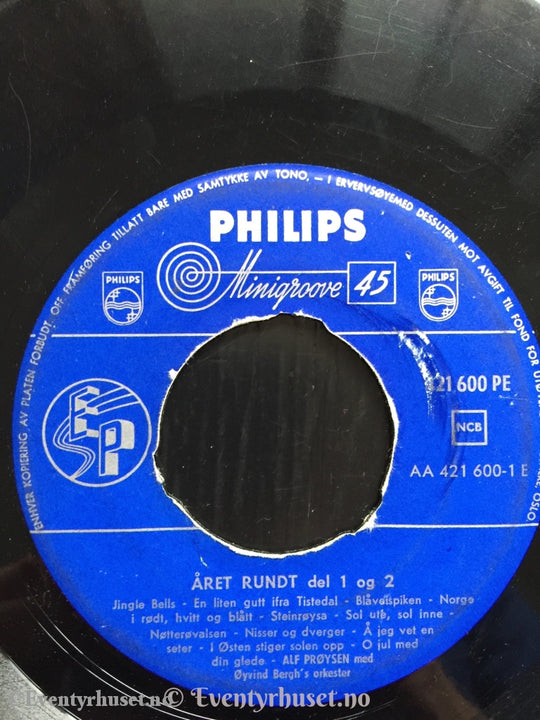 ENHVER KOPIERING AV PLATEN FORBUDT. OFF. FRAMFØRING TILLATT BARE MED SAMTYKKE AV TONO, — I ERVERVSØYEMED DESSUTEN MOT AVGIFT TIL FOND FOR
OSLO
PHILIPS
PHILIPS
Minigroove 45
PHILIPS
EP
421 600 PE
NCB
AA 421 600-1 E
ÅRET RUNDT del 1 og 2
Jingle Bells - En liten gutt ifra Tistedal - Blåveispiken - Norge
i rødt, hvitt og blått - Steinrøysa - Sol ute, sol inne -
Nøtterøvalsen - Nisser og dverger - Å jeg vet en
seter - i Østen stiger solen opp - O jul med
din glede - ALF PRØYSEN med
Øyvind Bergh's orkester
©Eventyrhuset.no © Eventyrhuset.no